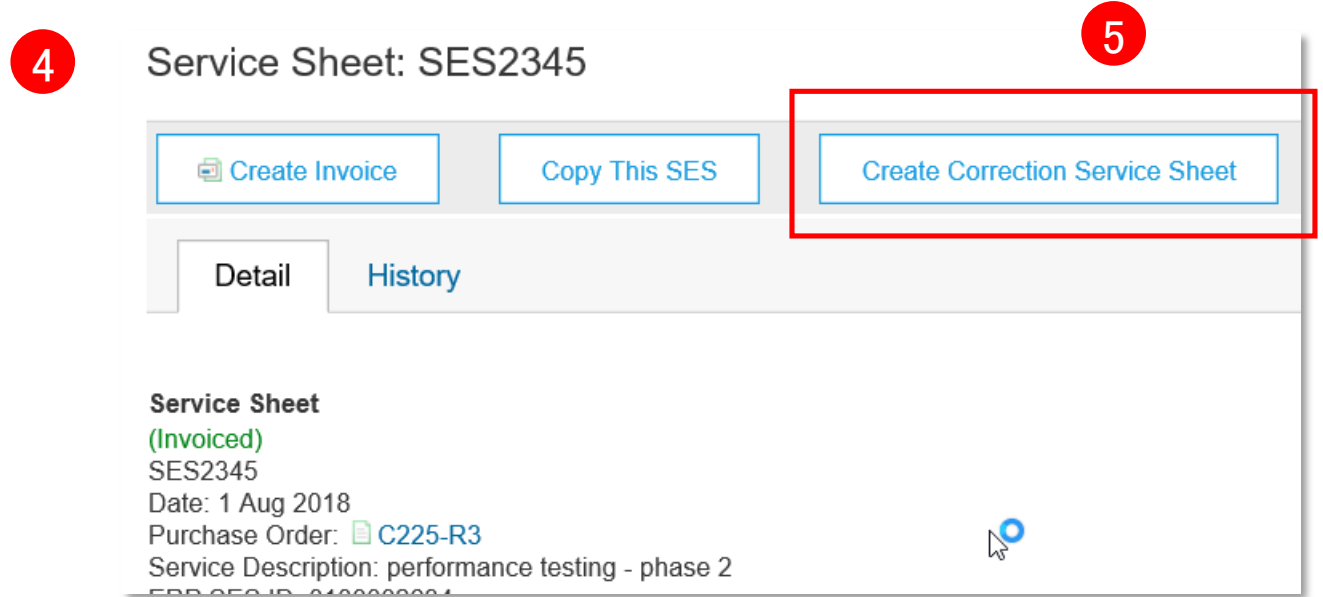 4
Service Sheet: SES2345
5
Create Invoice
Copy This SES
Create Correction Service Sheet
Detail
History
Service Sheet
(Invoiced)
SES2345
Date: 1 Aug 2018
Purchase Order: C225-R3
Service Description: performance testing - phase 2